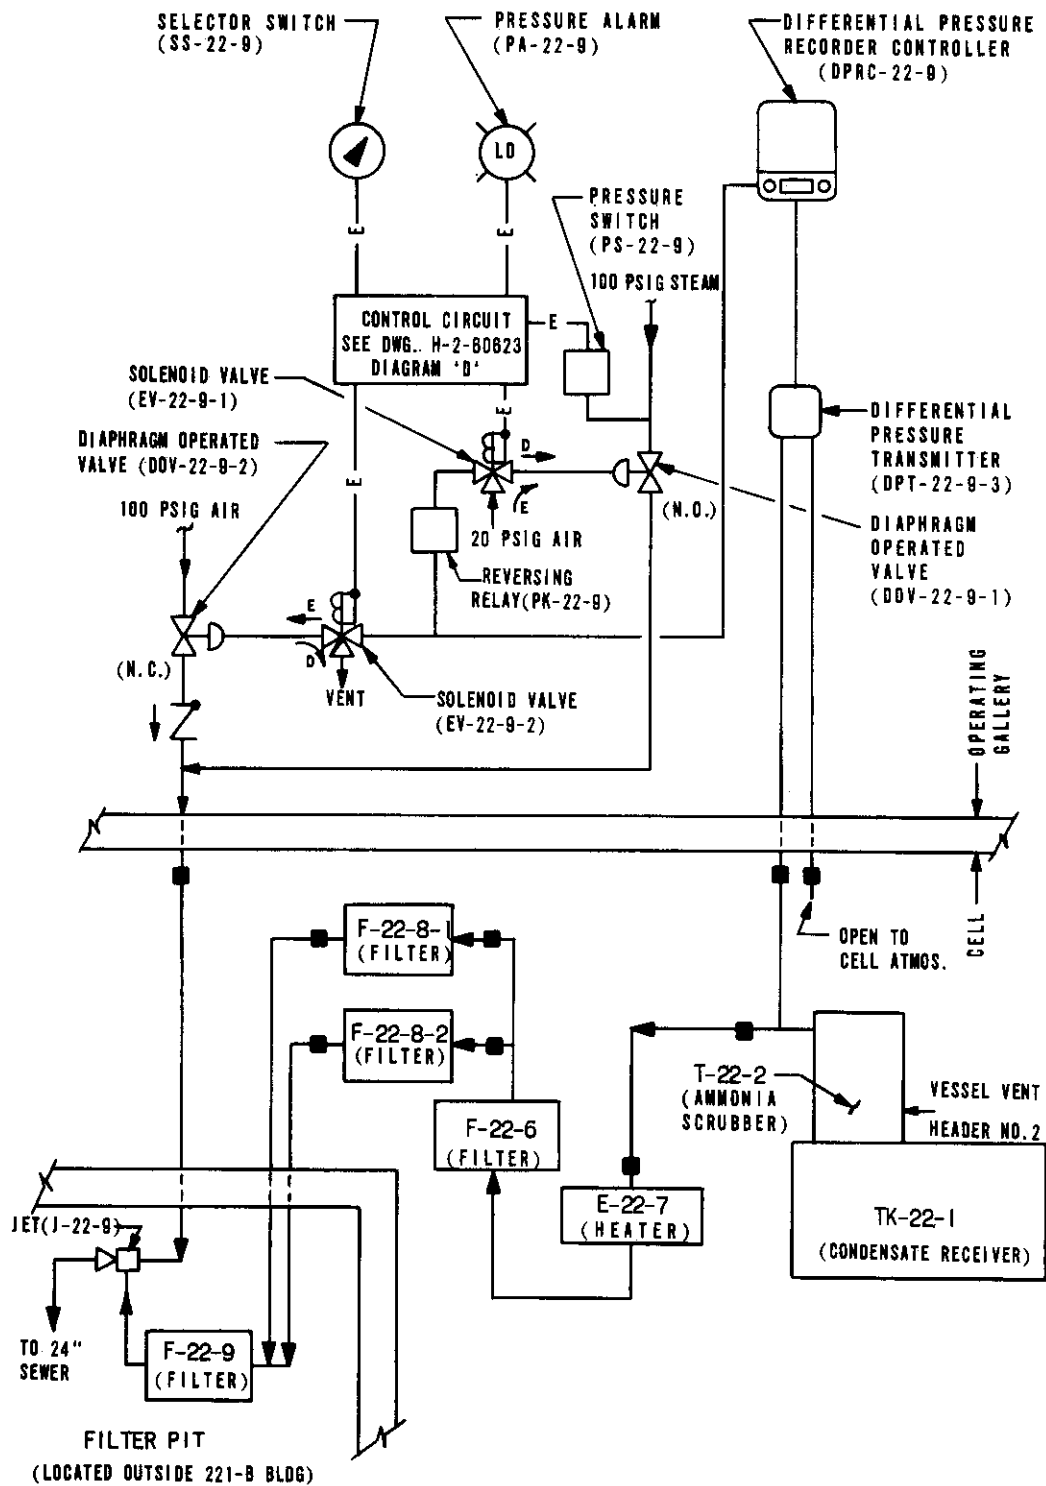 SELECTOR SWITCH
(SS-22-9)
PRESSURE ALARM
(PA-22-9)
DIFFERENTIAL PRESSURE
RECORDER CONTROLLER
(DPRC-22-9)
LO
E
E
PRESSURE
SWITCH
(PS-22-9)
100 PSIG STEAM
CONTROL CIRCUIT
SEE DWG.. H-2-60623
DIAGRAM 'D'
E
SOLENOID VALVE
(EV-22-9-1)
E
DIAPHRAGM OPERATED
VALVE (DOV-22-9-2)
D
DIFFERENTIAL
PRESSURE
TRANSMITTER
(DPT-22-9-3)
E
E
100 PSIG AIR
(N.O.)
20 PSIG AIR
DIAPHRAGM
OPERATED
VALVE
(DOV-22-9-1)
REVERSING
RELAY(PK-22-9)
E
D
(N.C.)
VENT
SOLENOID VALVE
(EV-22-9-2)
OPERATING
GALLERY
CELL
OPEN TO
CELL ATMOS.
F-22-8-1
(FILTER)
F-22-8-2
(FILTER)
T-22-2
(AMMONIA
SCRUBBER)
VESSEL VENT
HEADER NO.2
F-22-6
(FILTER)
E-22-7
(HEATER)
TK-22-1
(CONDENSATE RECEIVER)
JET(J-22-9)
TO 24"
SEWER
F-22-9
(FILTER)
FILTER PIT
(LOCATED OUTSIDE 221-B BLDG)